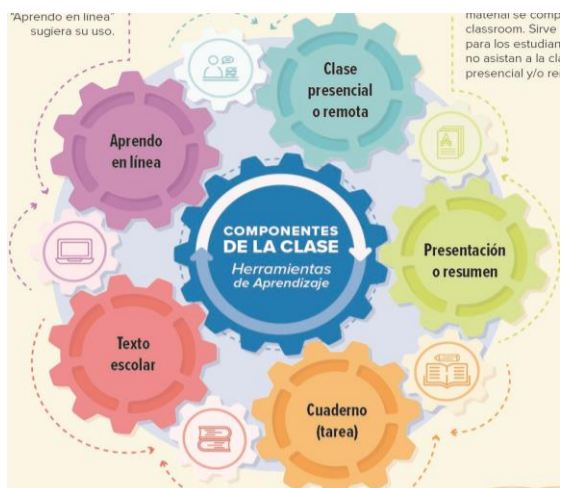 "Aprendo en línea"
sugiera su uso.
material se comp
classroom. Sirve
para los estudian
no asistan a la cla
presencial y/o re
Clase
presencial
o remota
Aprendo
en línea
COMPONENTES
DE LA CLASE
Herramientas
de Aprendizaje
Presentación
o resumen
Texto
escolar
Cuaderno
(tarea)